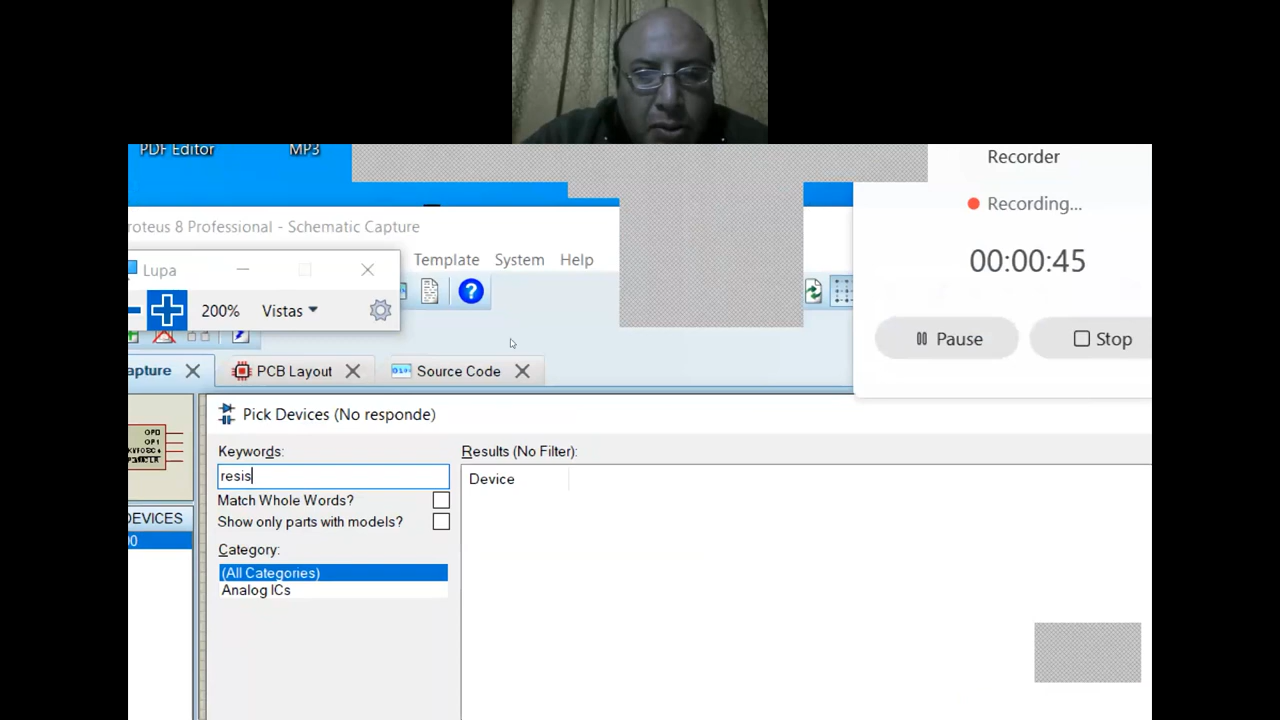 PDF Editor
MP3
Recorder
Recording...
00:00:45
Pause
Stop
roteus 8 Professional - Schematic Capture
Lupa
200%
Vistas
Template System Help
apture
PCB Layout
Source Code
Pick Devices (No responde)
Keywords:
resis
Match Whole Words?
Show only parts with models?
Category:
(All Categories)
Analog ICs
Results (No Filter):
Device
DEVICES